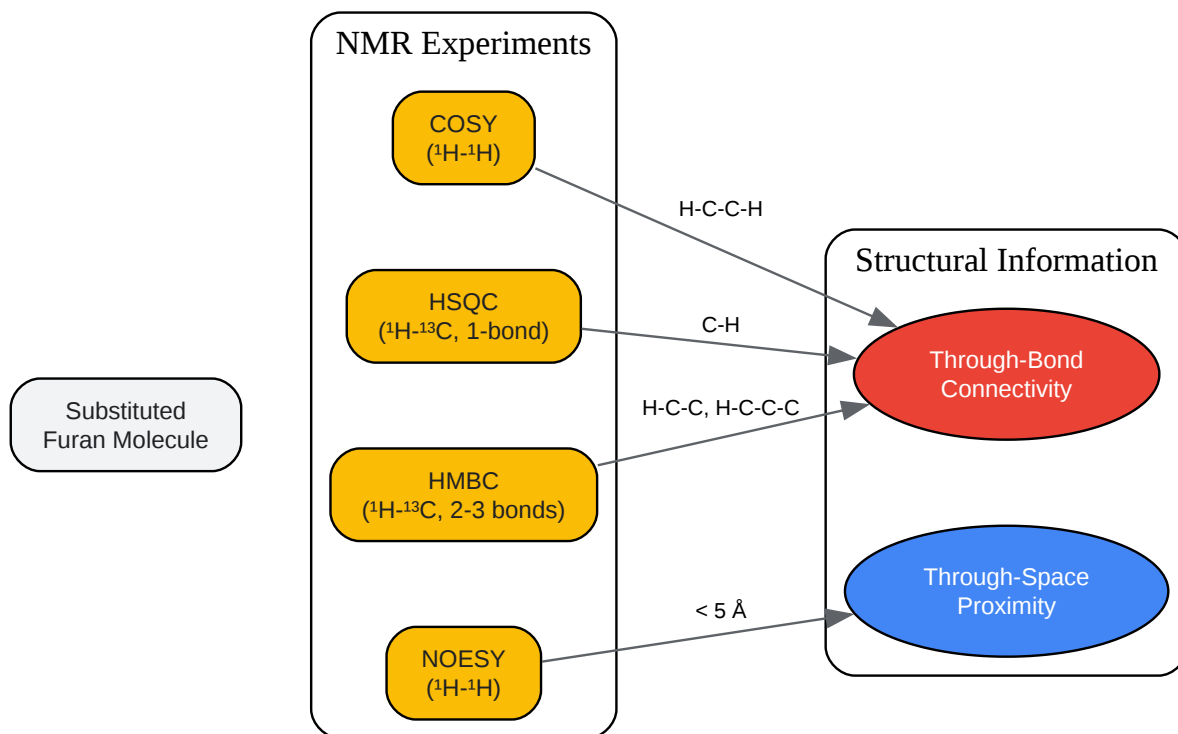 NMR Experiments
COSY
(¹H-¹H)
H-C-C-H
Structural Information
HSQC
(¹H-¹³C, 1-bond)
C-H
Through-Bond
Connectivity
Substituted
Furan Molecule
H-C-C, H-C-C-C
HMBC
(¹H-¹³C, 2-3 bonds)
Through-Space
Proximity
< 5 Å
NOESY
(¹H-¹H)